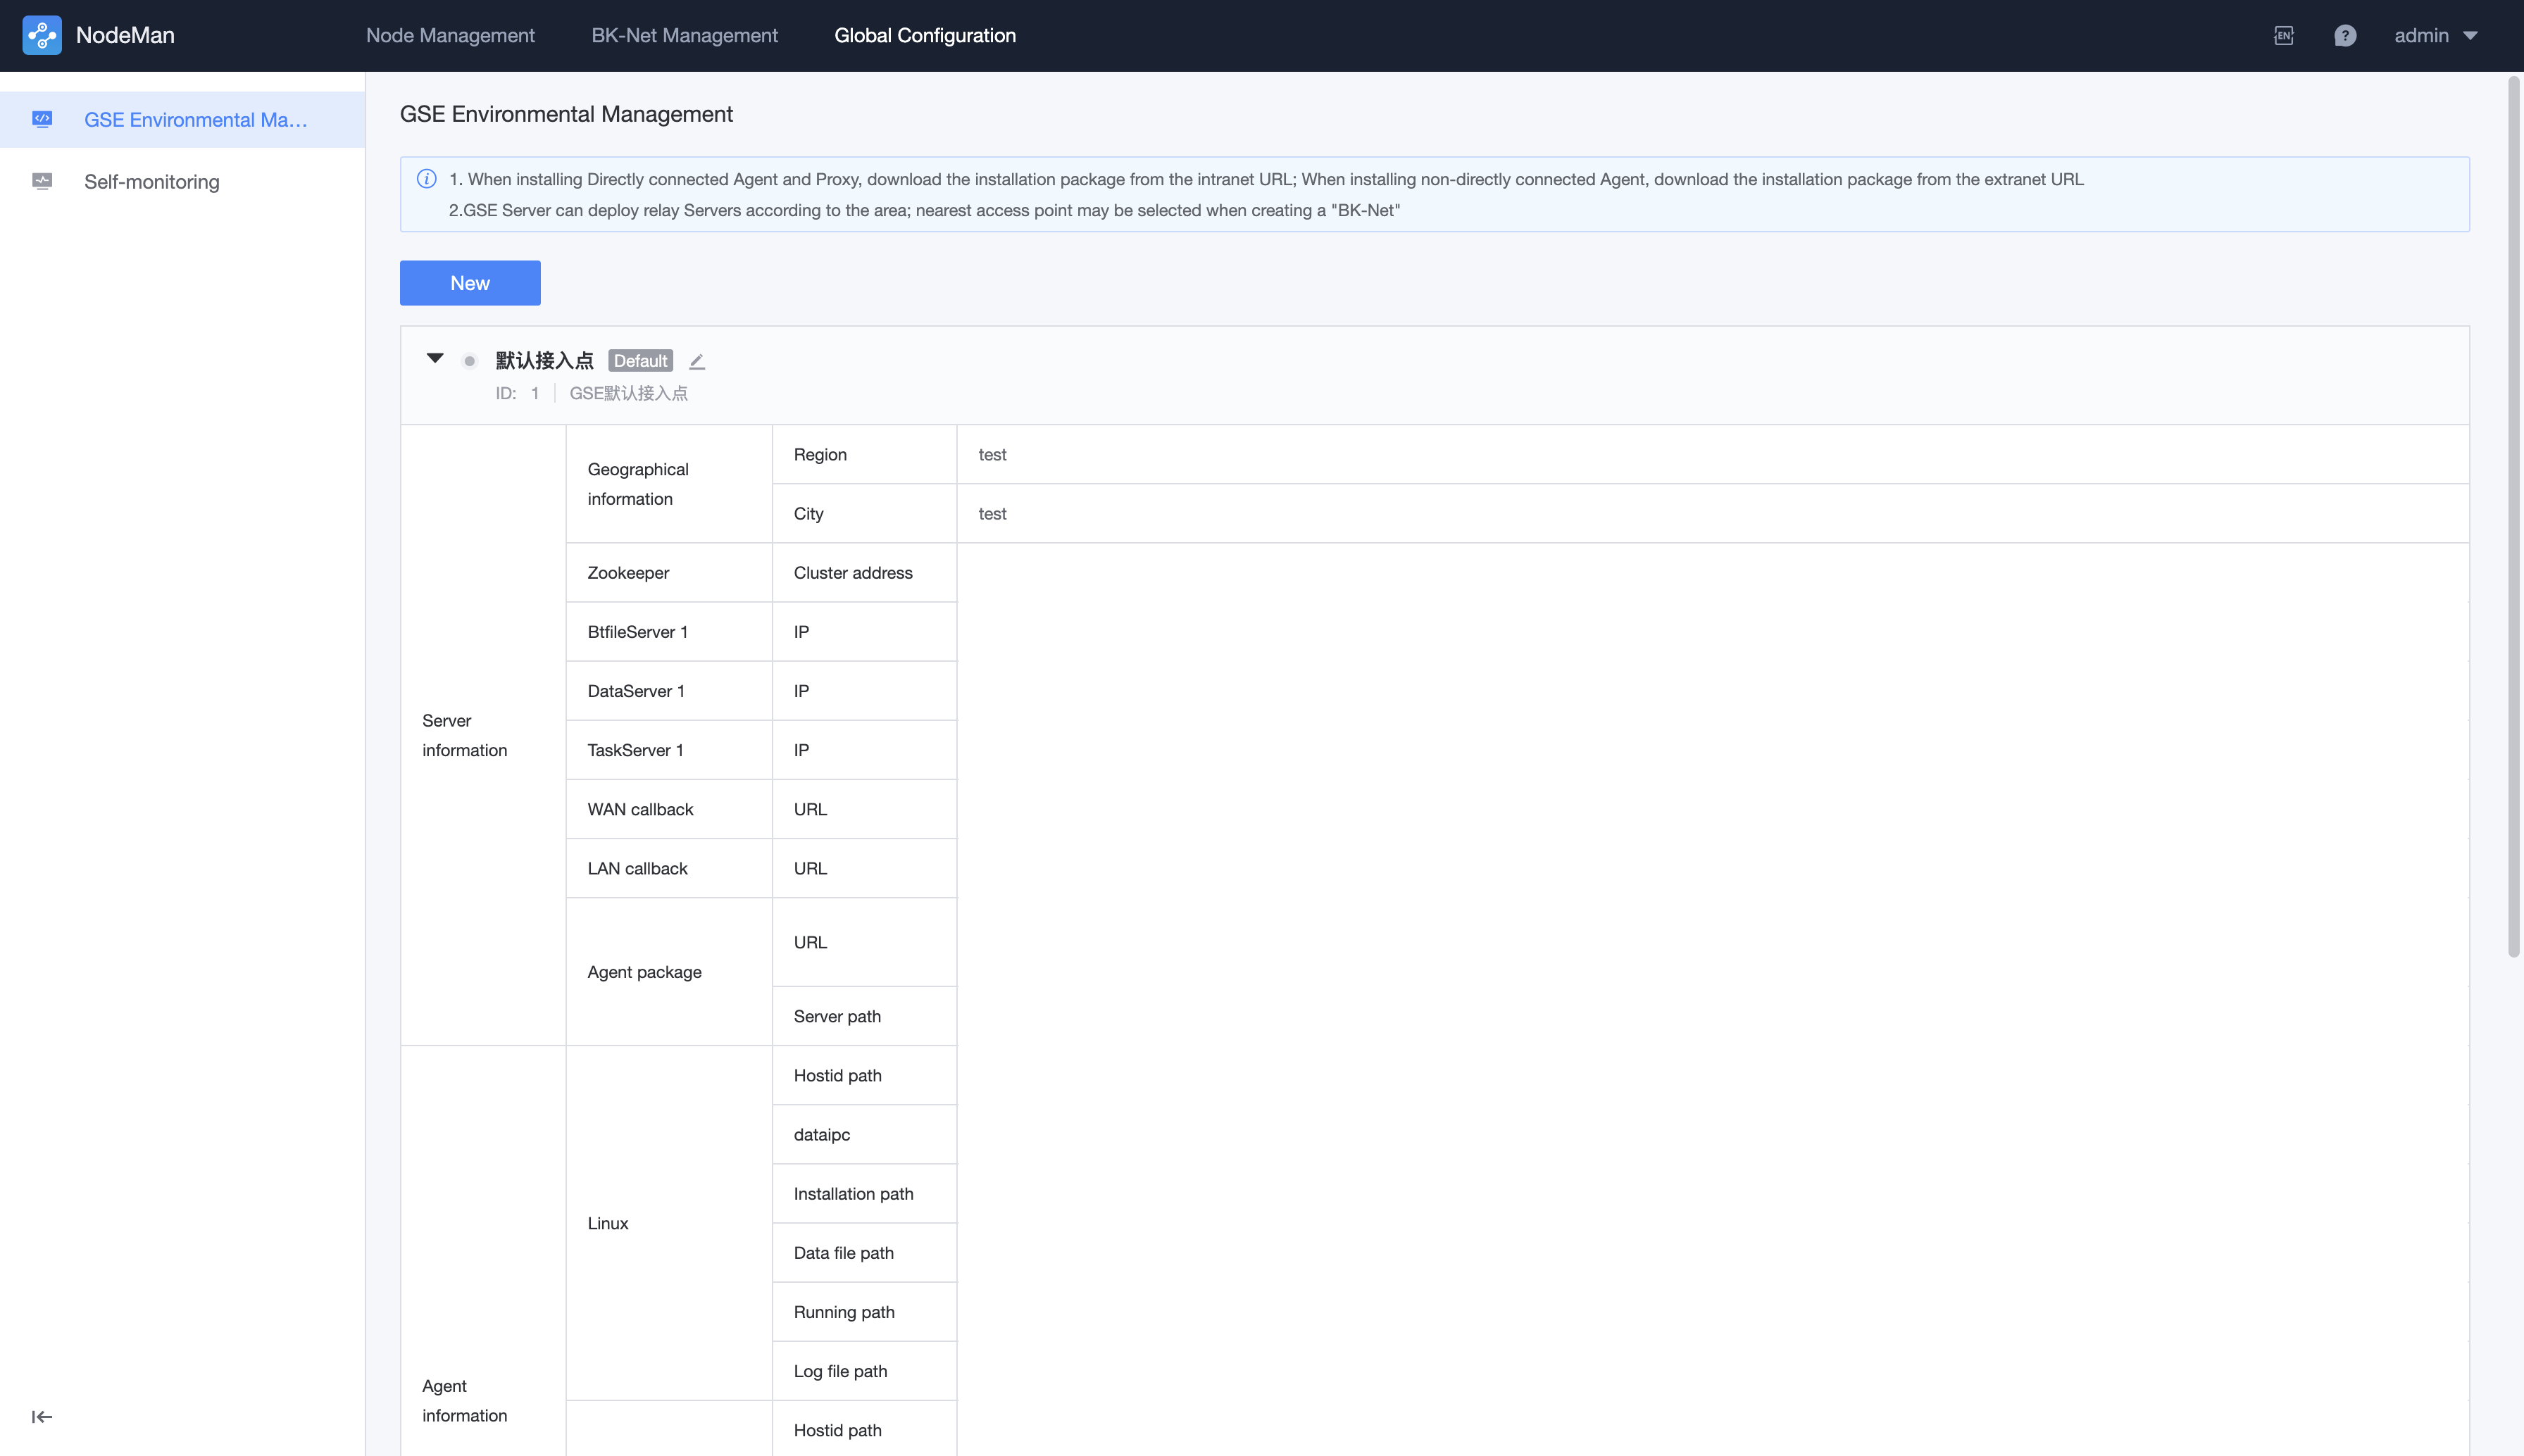 NodeMan
Node Management
BK-Net Management
Global Configuration
EN
?
admin
GSE Environmental Ma...
Self-monitoring
GSE Environmental Management
1. When installing Directly connected Agent and Proxy, download the installation package from the intranet URL; When installing non-directly connected Agent, download the installation package from the extranet URL
2.GSE Server can deploy relay Servers according to the area; nearest access point may be selected when creating a "BK-Net"
New
默认接入点 Default
ID: 1 GSE默认接入点
Server
information
Geographical
information
Region
test
City
test
Zookeeper
Cluster address
BtfileServer 1
IP
DataServer 1
IP
TaskServer 1
IP
WAN callback
URL
LAN callback
URL
Agent package
URL
Server path
Agent
information
Linux
Hostid path
dataipc
Installation path
Data file path
Running path
Log file path
Hostid path